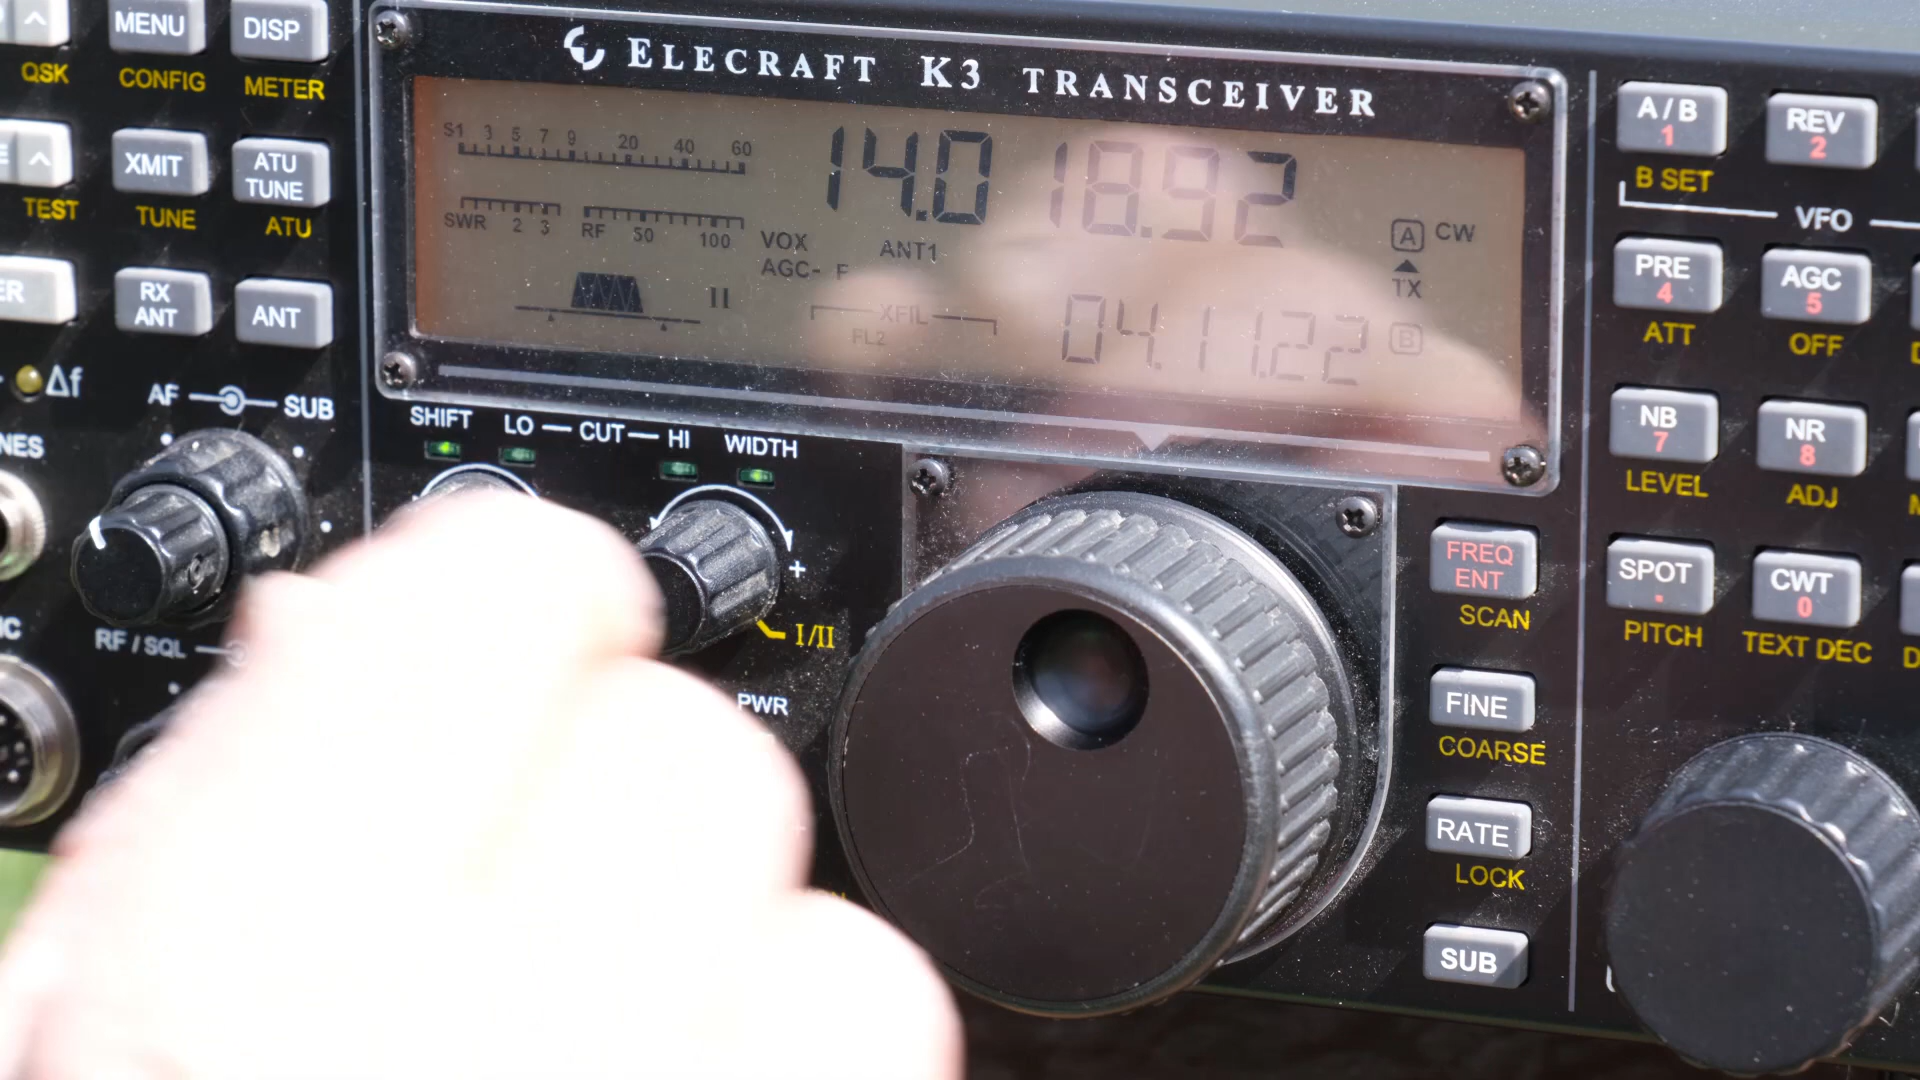 ELECRAFT K3 TRANSCEIVER
MENU
DISP
QSK
CONFIG
METER
XMIT
ATU TUNE
TEST
TUNE
ATU
RX ANT
ANT
Δf
AF
SUB
RF / SQL
S1 3 5 7 9 20 40 60
SWR 2 3 RF 50 100
VOX
AGC- F
ANT1
14.018.92
A CW
TX
II
XFIL
FL2
04.11.22
B
SHIFT
LO CUT HI
WIDTH
+
I/II
PWR
A / B
1
REV
2
B SET
VFO
PRE
4
AGC
5
ATT
OFF
NB
7
NR
8
LEVEL
ADJ
FREQ ENT
SCAN
SPOT
.
CWT
0
PITCH
TEXT DEC
FINE
COARSE
RATE
LOCK
SUB